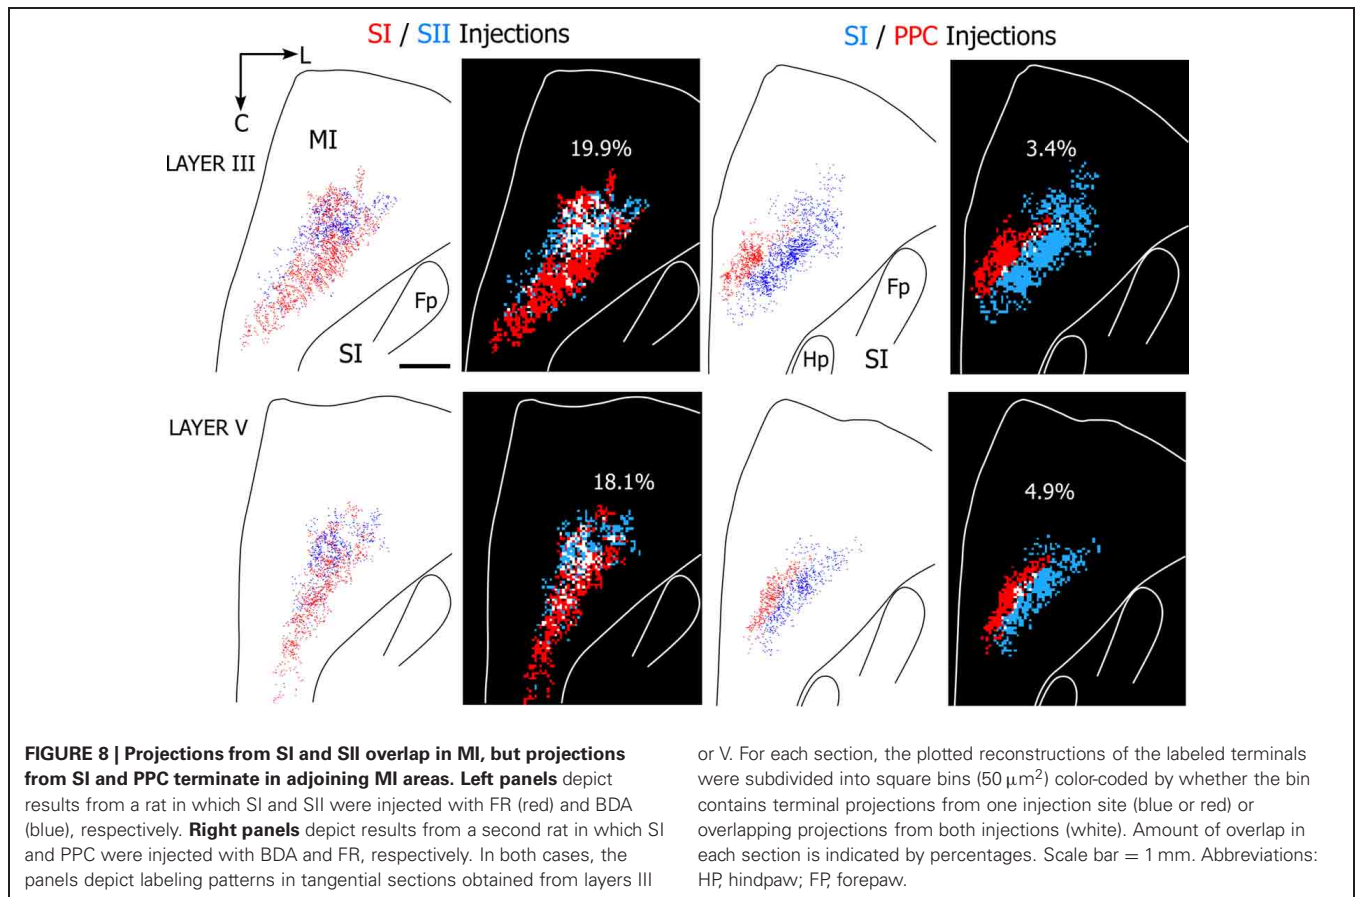 SI / SII Injections
SI / PPC Injections
L
C
MI
LAYER III
19.9%
3.4%
Fp
SI
Fp
Hp
SI
LAYER V
18.1%
4.9%
FIGURE 8 | Projections from SI and SII overlap in MI, but projections
from SI and PPC terminate in adjoining MI areas. Left panels depict
results from a rat in which SI and SII were injected with FR (red) and BDA
(blue), respectively. Right panels depict results from a second rat in which SI
and PPC were injected with BDA and FR, respectively. In both cases, the
panels depict labeling patterns in tangential sections obtained from layers III
or V. For each section, the plotted reconstructions of the labeled terminals
were subdivided into square bins (50 μm²) color-coded by whether the bin
contains terminal projections from one injection site (blue or red) or
overlapping projections from both injections (white). Amount of overlap in
each section is indicated by percentages. Scale bar = 1 mm. Abbreviations:
HP, hindpaw; FP, forepaw.